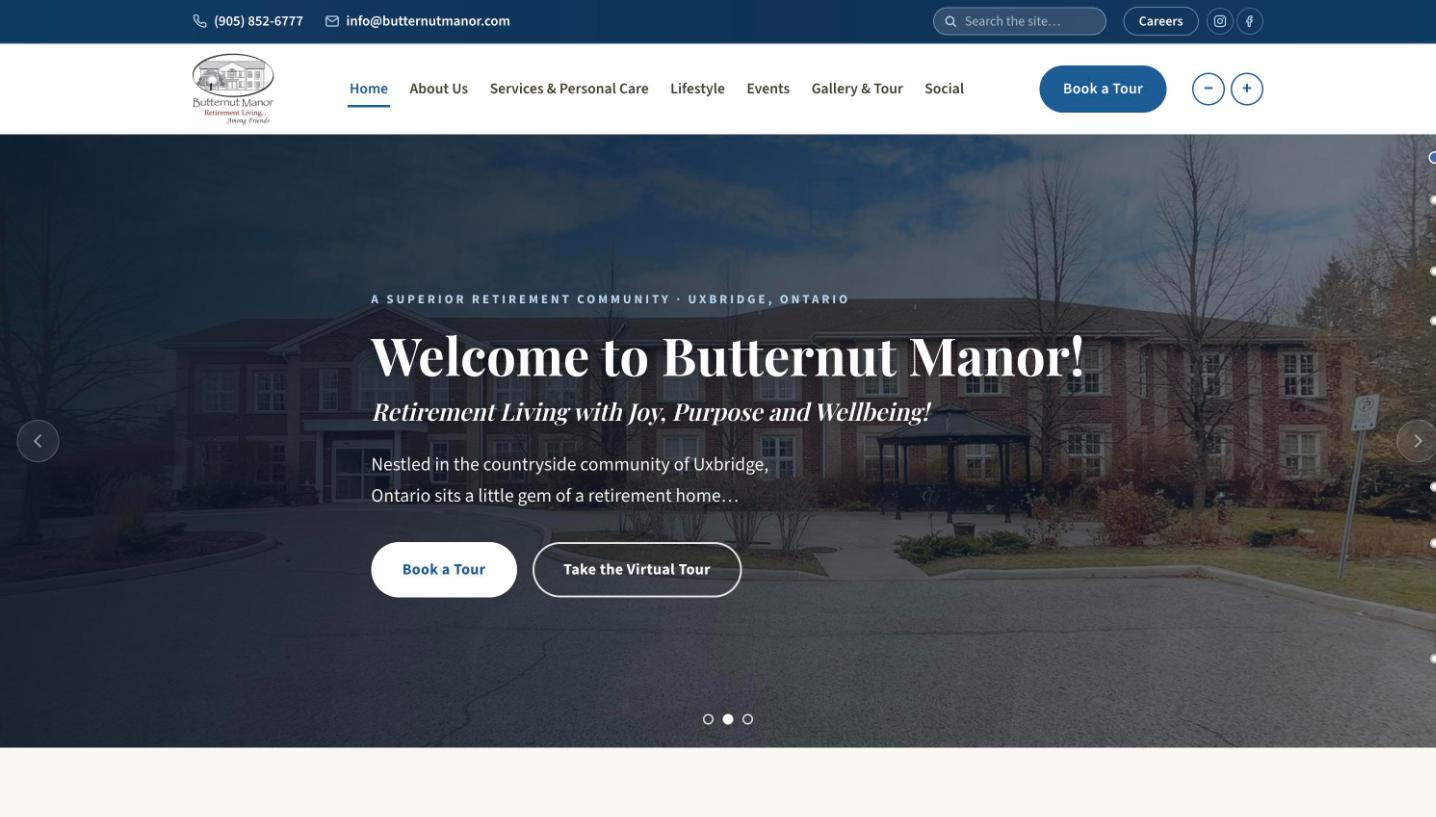 (905) 852-6777
info@butternutmanor.com
Search the site…
Careers
Butternut Manor
Retirement Living...
Among Friends
Home
About Us
Services & Personal Care
Lifestyle
Events
Gallery & Tour
Social
Book a Tour
−
+
A SUPERIOR RETIREMENT COMMUNITY · UXBRIDGE, ONTARIO
Welcome to Butternut Manor!
Retirement Living with Joy, Purpose and Wellbeing!
Nestled in the countryside community of Uxbridge,
Ontario sits a little gem of a retirement home…
Book a Tour
Take the Virtual Tour